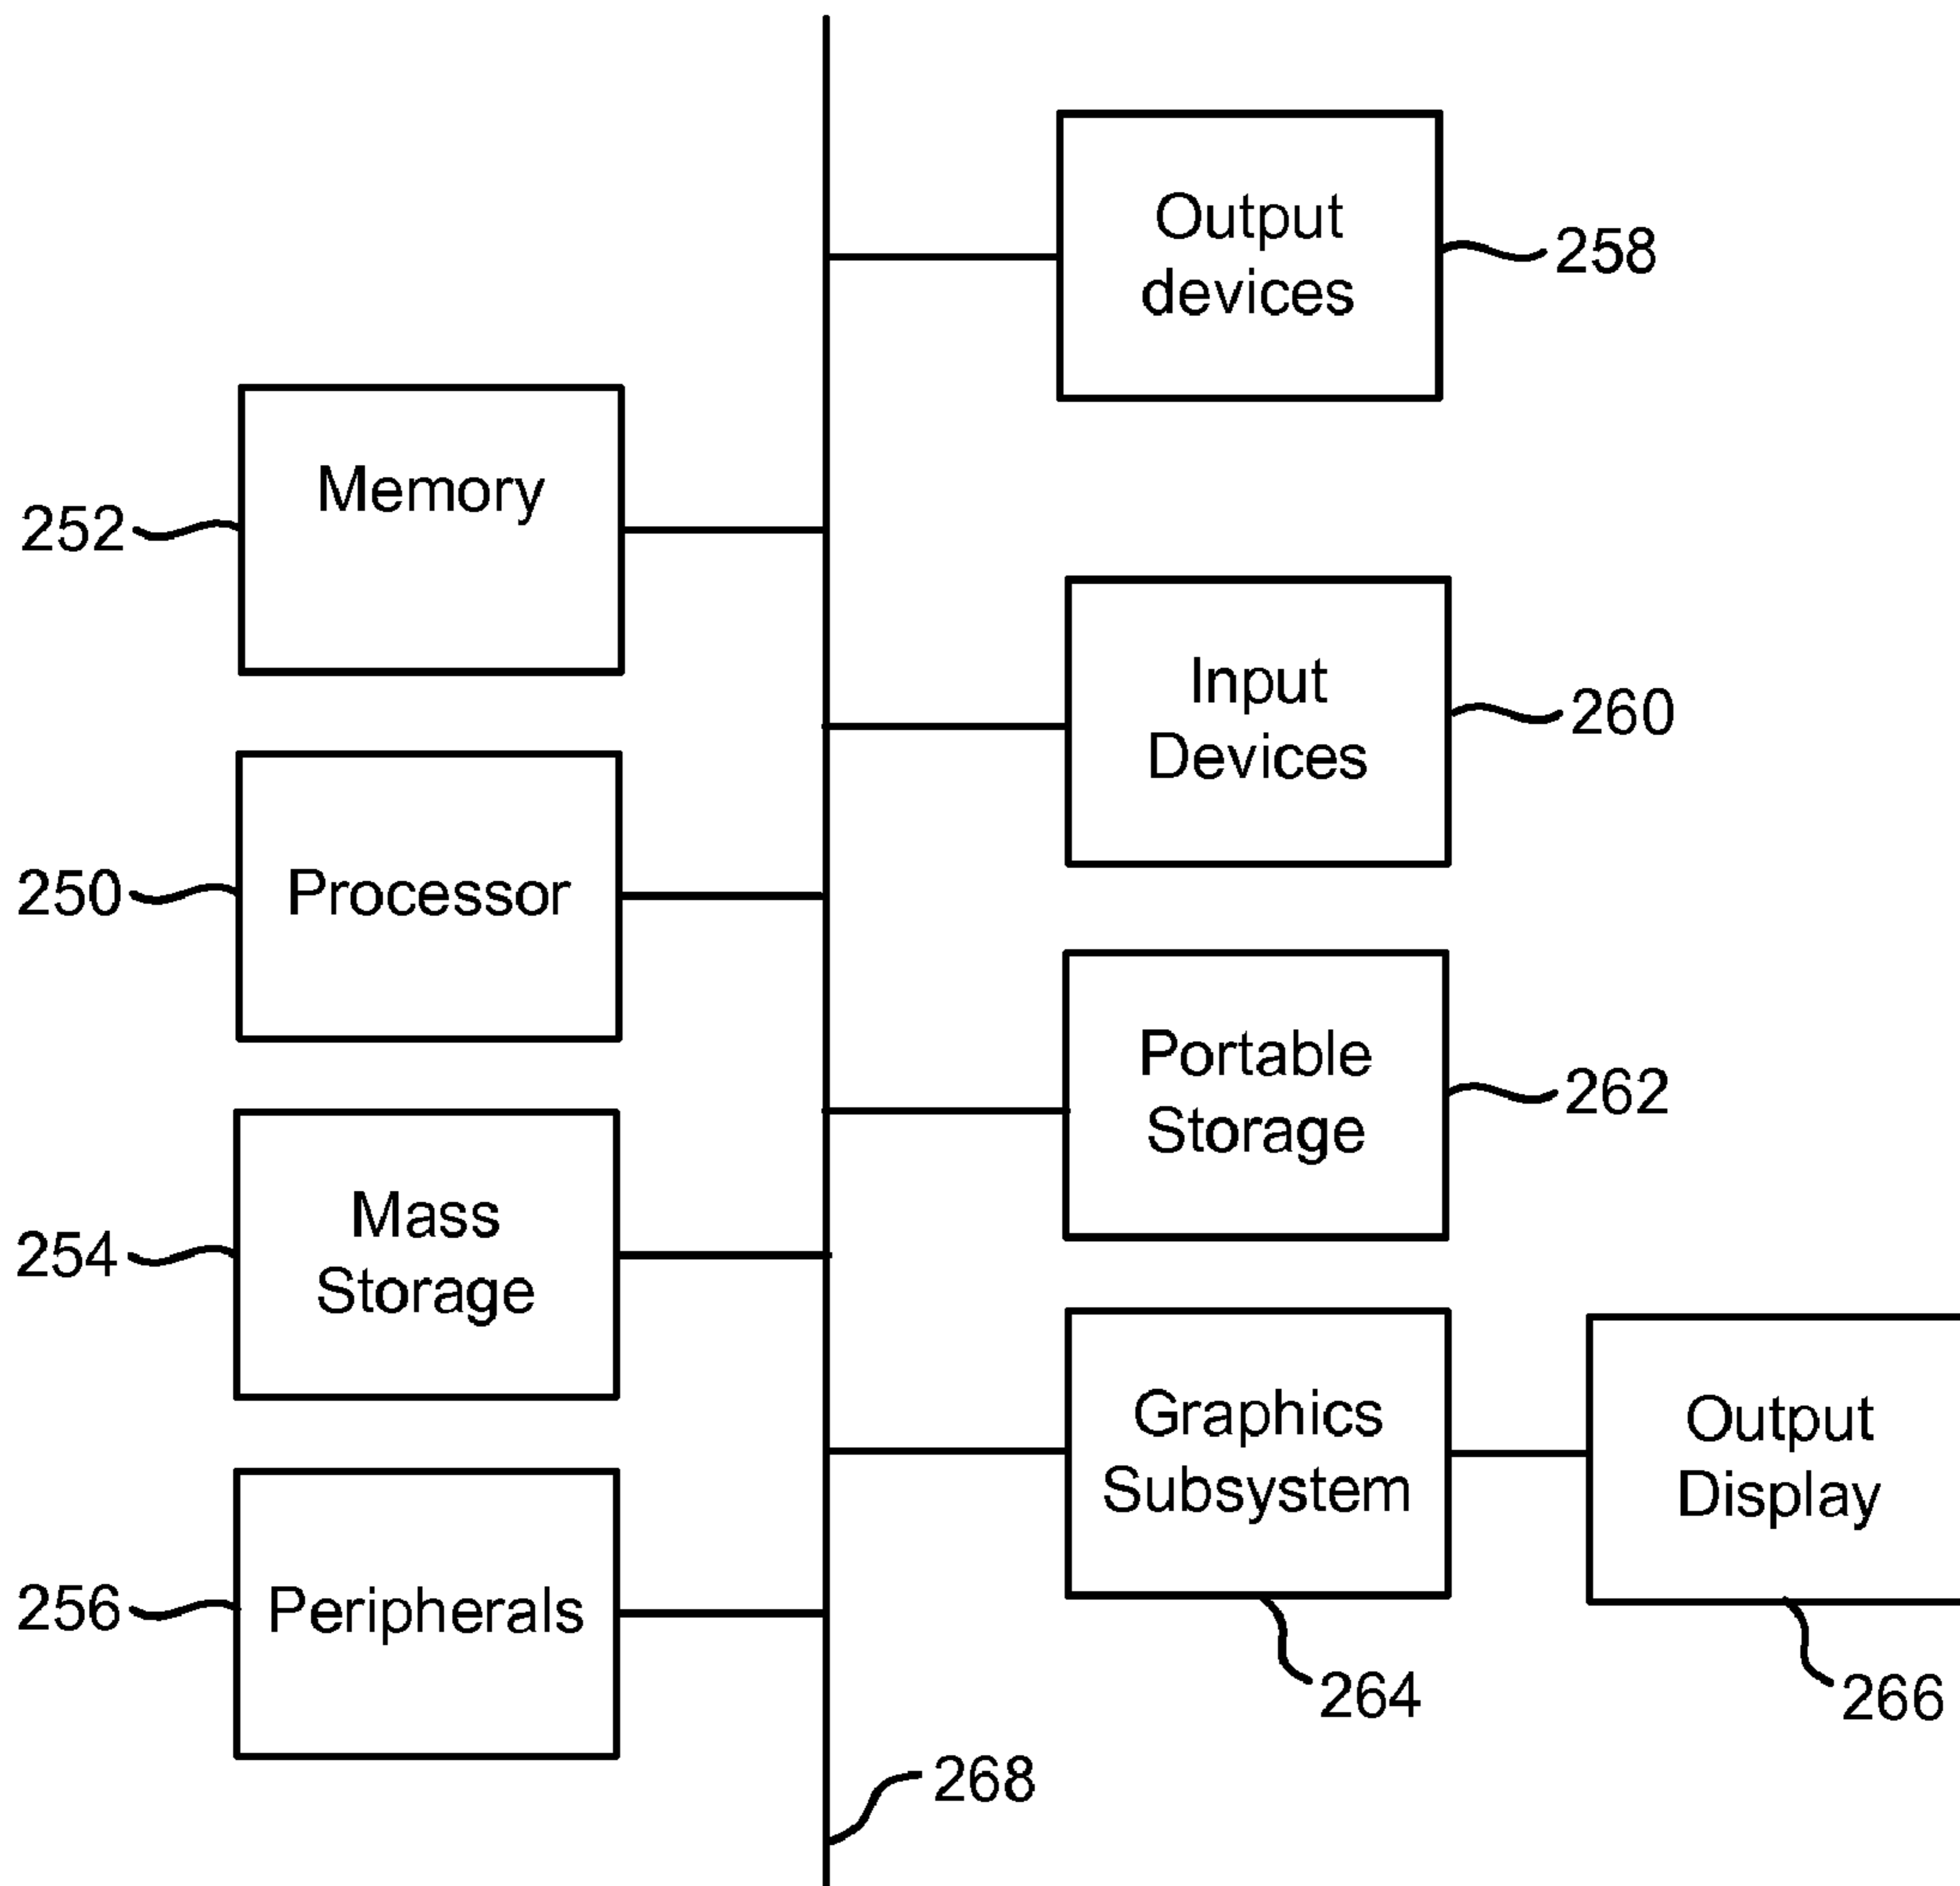 Output
devices
258
Memory
252
Input
Devices
260
Processor
250
Portable
Storage
262
Mass
Storage
254
Graphics
Subsystem
Output
Display
Peripherals
256
264
266
268